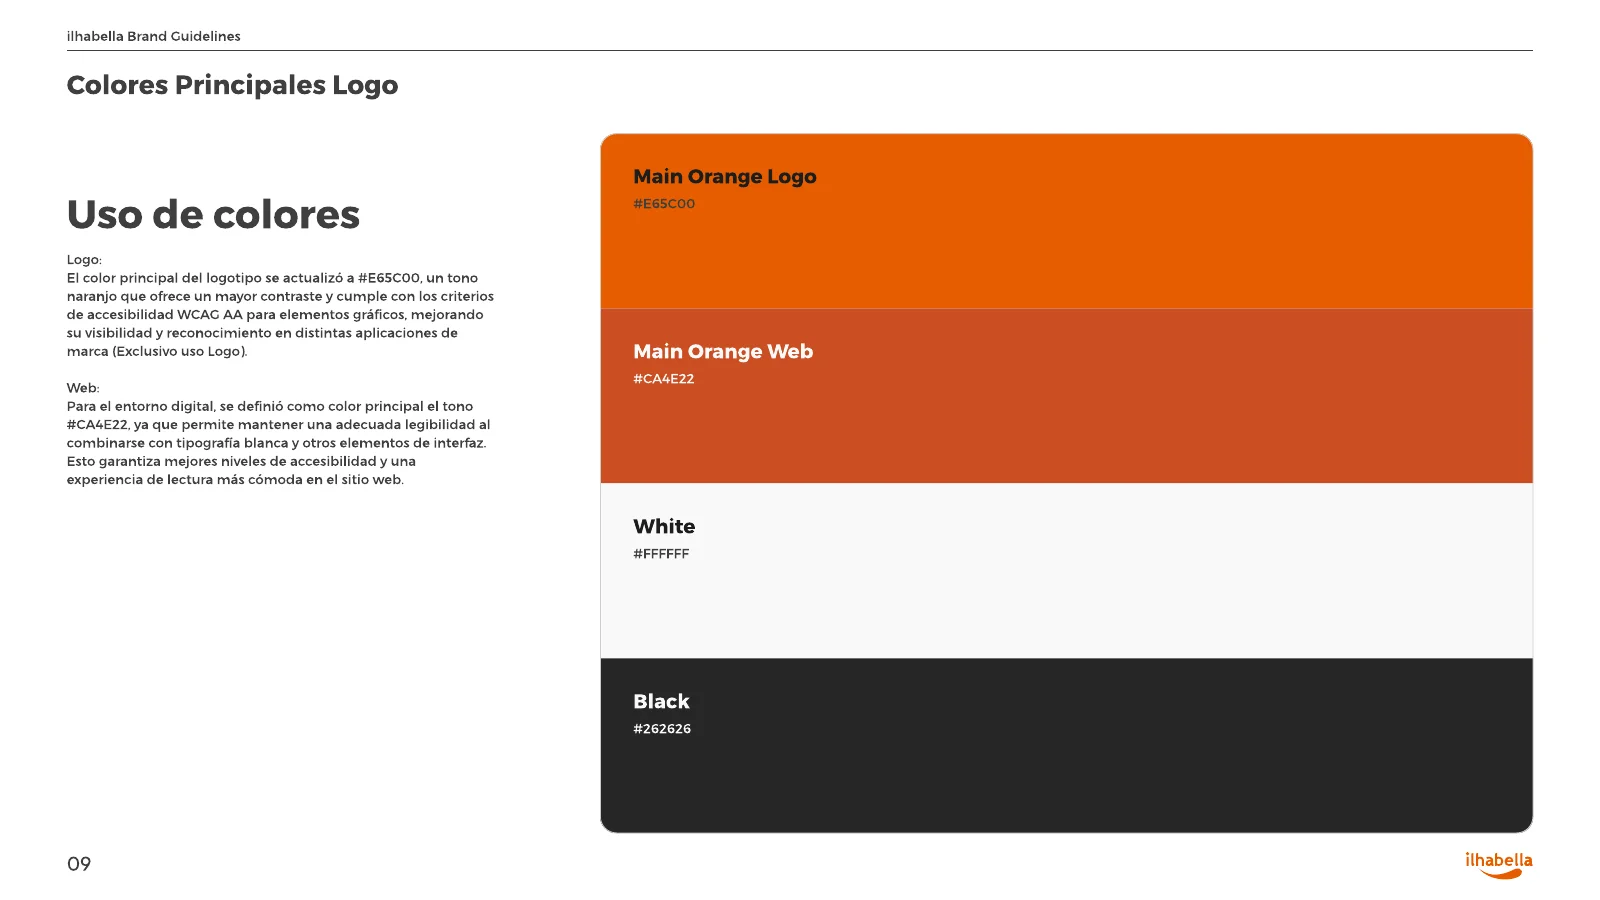 ilhabella Brand Guidelines
Colores Principales Logo
Uso de colores
Logo:
El color principal del logotipo se actualizó a #E65C00, un tono
naranjo que ofrece un mayor contraste y cumple con los criterios
de accesibilidad WCAG AA para elementos gráficos, mejorando
su visibilidad y reconocimiento en distintas aplicaciones de
marca (Exclusivo uso Logo).
Web:
Para el entorno digital, se definió como color principal el tono
#CA4E22, ya que permite mantener una adecuada legibilidad al
combinarse con tipografía blanca y otros elementos de interfaz.
Esto garantiza mejores niveles de accesibilidad y una
experiencia de lectura más cómoda en el sitio web.
Main Orange Logo
#E65C00
Main Orange Web
#CA4E22
White
#FFFFFF
Black
#262626
09
ilhabella